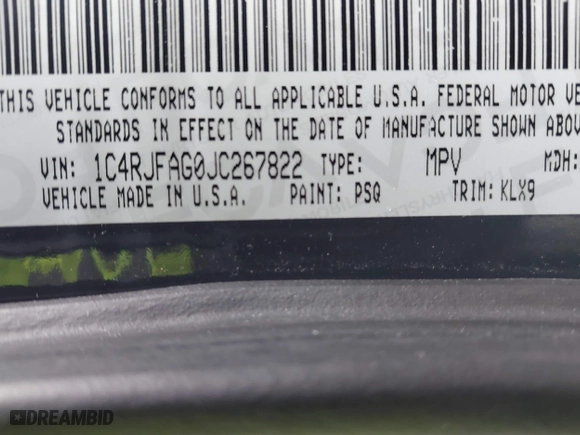 THIS VEHICLE CONFORMS TO ALL APPLICABLE U.S.A. FEDERAL MOTOR VE
STANDARDS IN EFFECT ON THE DATE OF MANUFACTURE SHOWN ABOV
VIN: 1C4RJFAG0JC267822 TYPE: MPV MDH:
VEHICLE MADE IN U.S.A. PAINT: PSQ TRIM: KLX9
DREAMBID